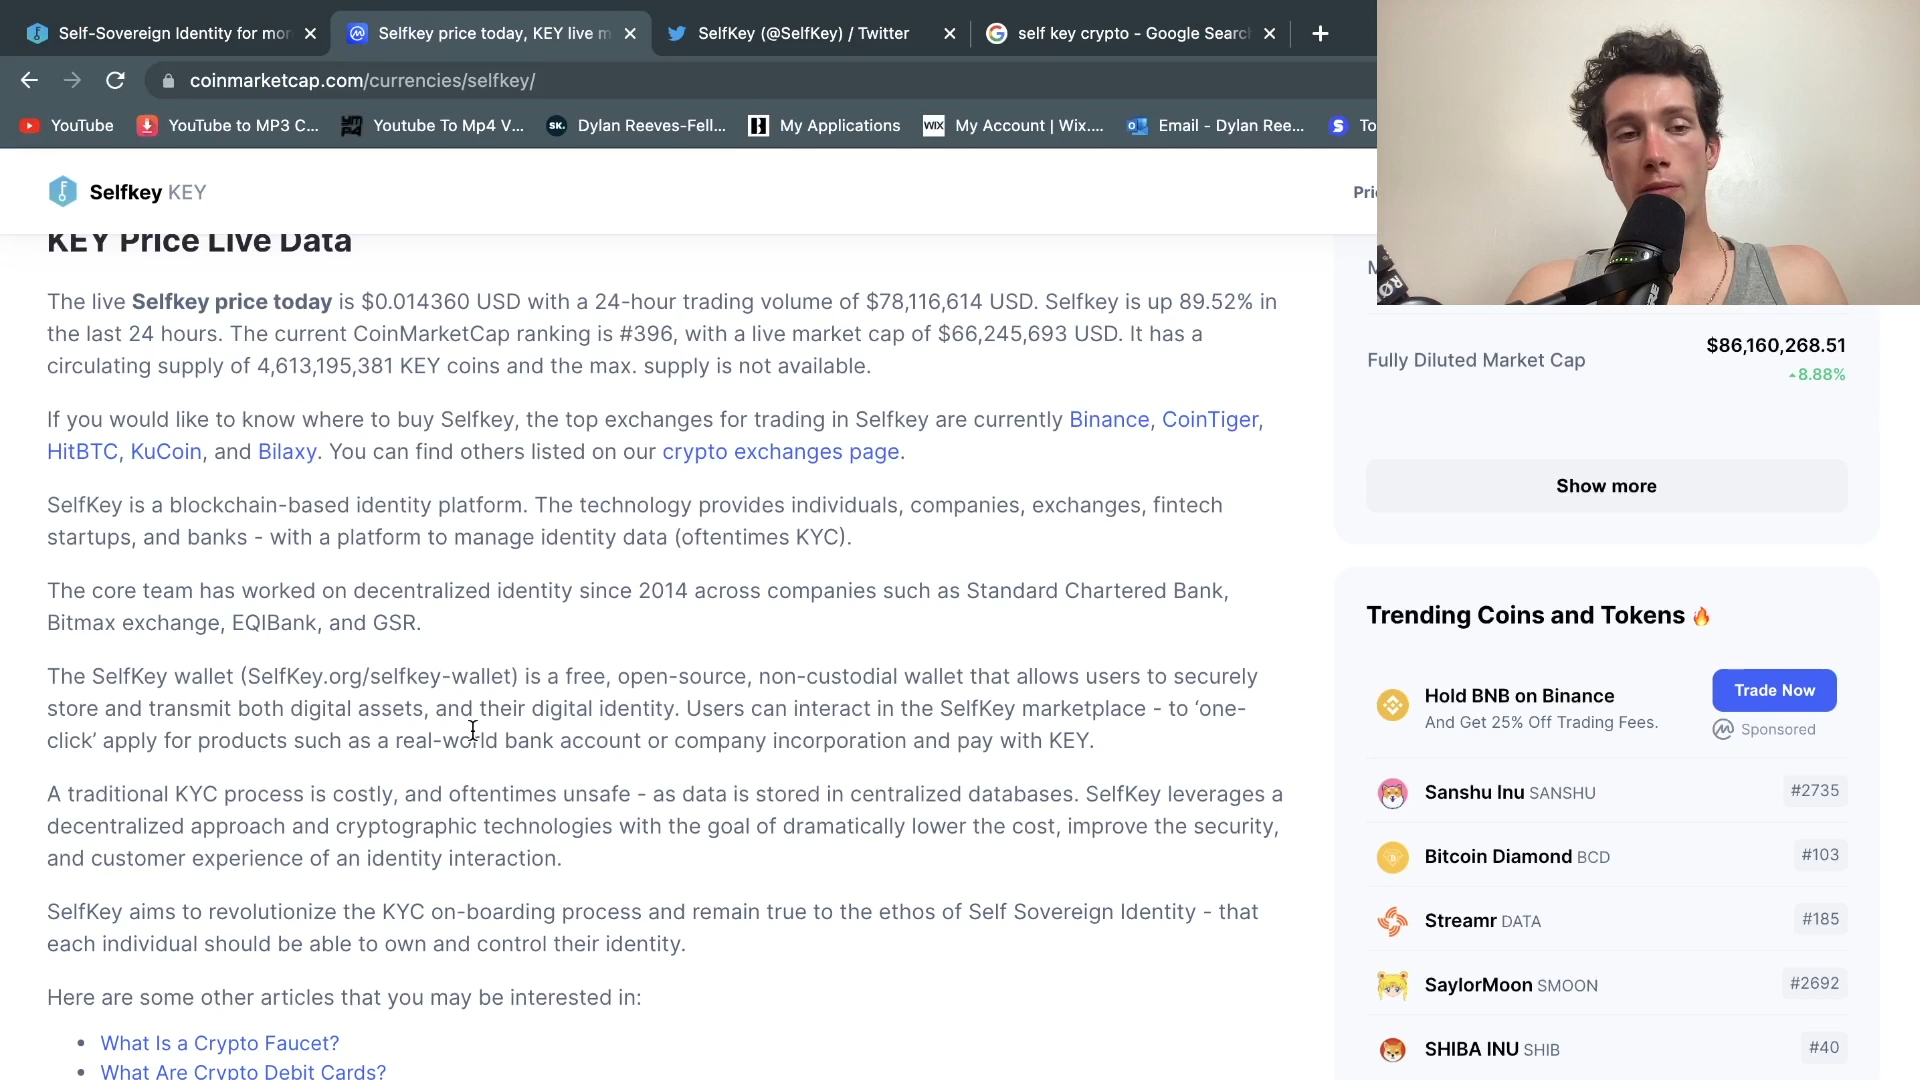 Self-Sovereign Identity for mor
Selfkey price today, KEY live m
SelfKey (@SelfKey) / Twitter
self key crypto - Google Search
coinmarketcap.com/currencies/selfkey/
YouTube
YouTube to MP3 C...
Youtube To Mp4 V...
SK.
Dylan Reeves-Fell...
My Applications
WIX
My Account | Wix....
Email - Dylan Ree...
To
Selfkey KEY
Pri
KEY Price Live Data
The live Selfkey price today is $0.014360 USD with a 24-hour trading volume of $78,116,614 USD. Selfkey is up 89.52% in
the last 24 hours. The current CoinMarketCap ranking is #396, with a live market cap of $66,245,693 USD. It has a
circulating supply of 4,613,195,381 KEY coins and the max. supply is not available.
If you would like to know where to buy Selfkey, the top exchanges for trading in Selfkey are currently Binance, CoinTiger,
HitBTC, KuCoin, and Bilaxy. You can find others listed on our crypto exchanges page.
SelfKey is a blockchain-based identity platform. The technology provides individuals, companies, exchanges, fintech
startups, and banks - with a platform to manage identity data (oftentimes KYC).
The core team has worked on decentralized identity since 2014 across companies such as Standard Chartered Bank,
Bitmax exchange, EQIBank, and GSR.
The SelfKey wallet (SelfKey.org/selfkey-wallet) is a free, open-source, non-custodial wallet that allows users to securely
store and transmit both digital assets, and their digital identity. Users can interact in the SelfKey marketplace - to ‘one-
click’ apply for products such as a real-world bank account or company incorporation and pay with KEY.
A traditional KYC process is costly, and oftentimes unsafe - as data is stored in centralized databases. SelfKey leverages a
decentralized approach and cryptographic technologies with the goal of dramatically lower the cost, improve the security,
and customer experience of an identity interaction.
SelfKey aims to revolutionize the KYC on-boarding process and remain true to the ethos of Self Sovereign Identity - that
each individual should be able to own and control their identity.
Here are some other articles that you may be interested in:
• What Is a Crypto Faucet?
• What Are Crypto Debit Cards?
Fully Diluted Market Cap
$86,160,268.51
8.88%
Show more
Trending Coins and Tokens 🔥
Hold BNB on Binance
And Get 25% Off Trading Fees.
Trade Now
Sponsored
Sanshu Inu SANSHU #2735
Bitcoin Diamond BCD #103
Streamr DATA #185
SaylorMoon SMOON #2692
SHIBA INU SHIB #40